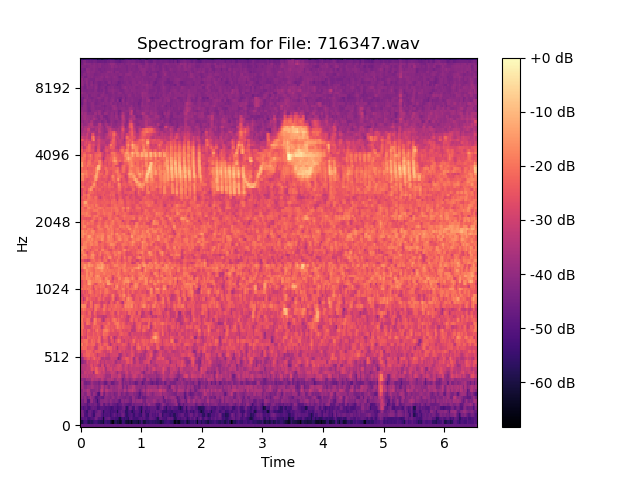 Spectrogram for File: 716347.wav
+0 dB
8192
-10 dB
4096
-20 dB
2048
-30 dB
Hz
-40 dB
1024
-50 dB
512
-60 dB
0
0 1 2 3 4 5 6
Time